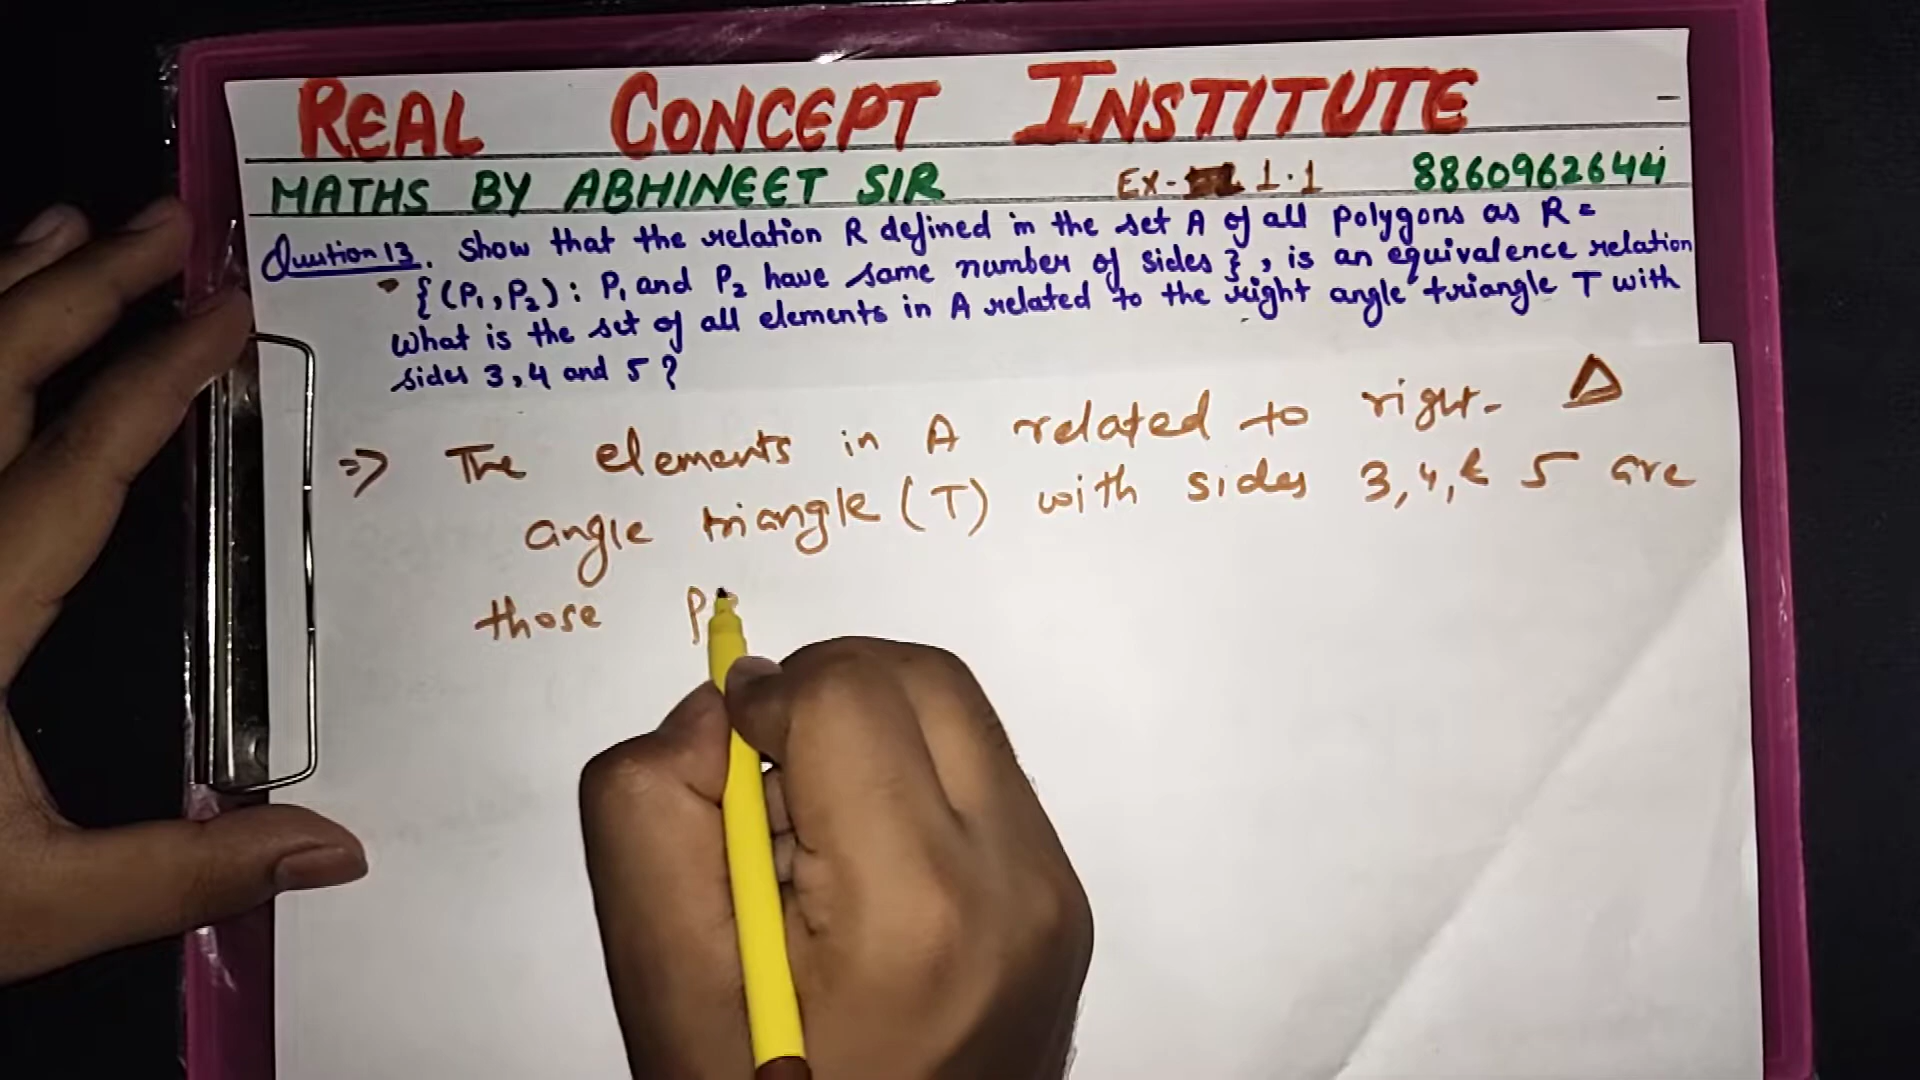 REAL CONCEPT INSTITUTE
MATHS BY ABHINEET SIR Ex- 1.1 8860962644
Question 13. Show that the relation R defined in the set A of all polygons as R =
{(P₁, P₂): P₁ and P₂ have same number of sides}, is an equivalence relation
What is the set of all elements in A related to the right angle triangle T with
sides 3, 4 and 5?
⇒ The elements in A related to right- △
angle triangle (T) with sides 3, 4, & 5 are
those